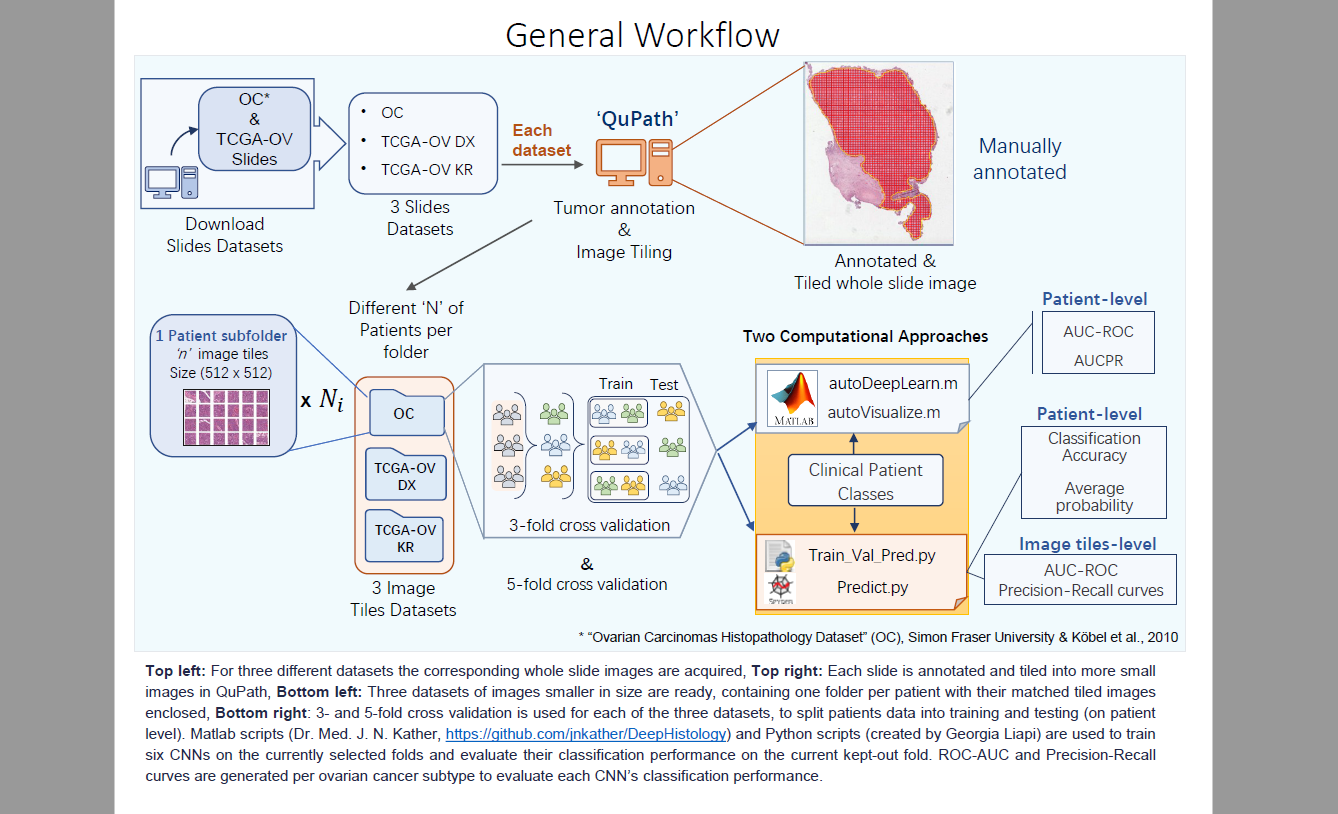 General Workflow
OC*
&
TCGA-OV
Slides
Download
Slides Datasets
• OC
• TCGA-OV DX
• TCGA-OV KR
3 Slides
Datasets
Each
dataset
‘QuPath’
Tumor annotation
&
Image Tiling
Manually
annotated
Annotated &
Tiled whole slide image
Different ‘N’ of
Patients per
folder
1 Patient subfolder
‘n’ image tiles
Size (512 x 512)
x Ni
OC
TCGA-OV
DX
TCGA-OV
KR
3 Image
Tiles Datasets
Train Test
3-fold cross validation
&
5-fold cross validation
Two Computational Approaches
MATLAB
autoDeepLearn.m
autoVisualize.m
Clinical Patient
Classes
Train_Val_Pred.py
Predict.py
Patient-level
AUC-ROC
AUCPR
Patient-level
Classification
Accuracy
Average
probability
Image tiles-level
AUC-ROC
Precision-Recall curves
* “Ovarian Carcinomas Histopathology Dataset” (OC), Simon Fraser University & Köbel et al., 2010
Top left: For three different datasets the corresponding whole slide images are acquired, Top right: Each slide is annotated and tiled into more small
images in QuPath, Bottom left: Three datasets of images smaller in size are ready, containing one folder per patient with their matched tiled images
enclosed, Bottom right: 3- and 5-fold cross validation is used for each of the three datasets, to split patients data into training and testing (on patient
level). Matlab scripts (Dr. Med. J. N. Kather, https://github.com/jnkather/DeepHistology) and Python scripts (created by Georgia Liapi) are used to train
six CNNs on the currently selected folds and evaluate their classification performance on the current kept-out fold. ROC-AUC and Precision-Recall
curves are generated per ovarian cancer subtype to evaluate each CNN’s classification performance.